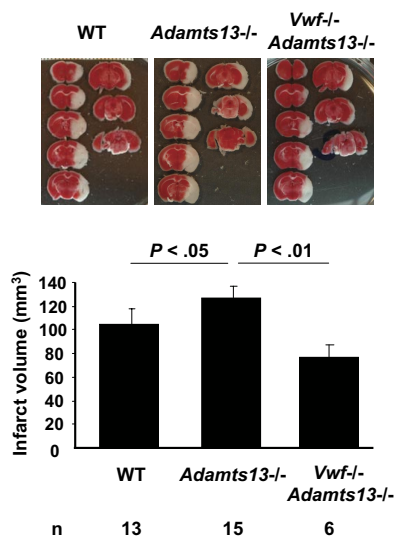 WT Adamts13-/- Vwf-/-
Adamts13-/-
P < .05 P < .01
Infarct volume (mm³)
140
120
100
80
60
40
20
0
WT Adamts13-/- Vwf-/-
Adamts13-/-
n 13 15 6